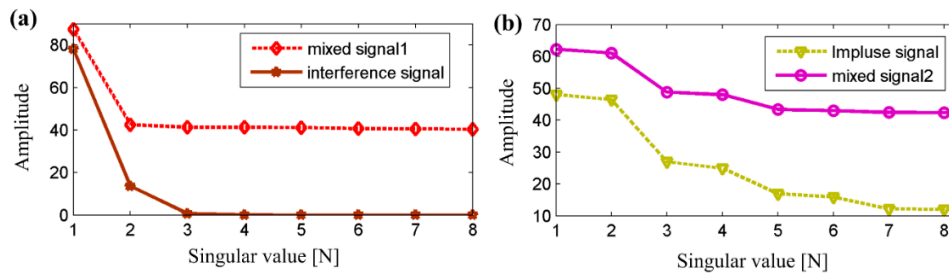 (a)
80
60
40
20
0
Amplitude
1 2 3 4 5 6 7 8
Singular value [N]
mixed signal1
interference signal
(b)
70
60
50
40
30
20
10
Amplitude
1 2 3 4 5 6 7 8
Singular value [N]
Impluse signal
mixed signal2